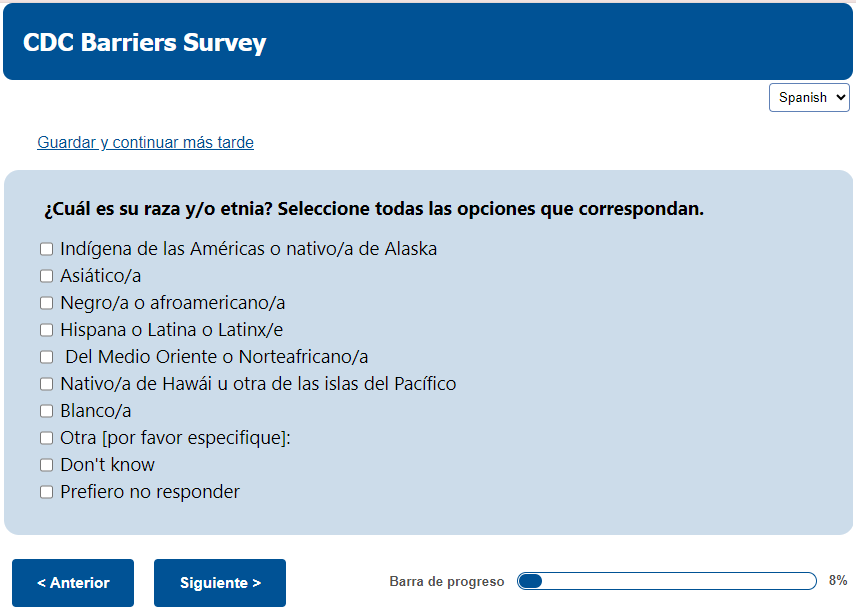 CDC Barriers Survey
Spanish
Guardar y continuar más tarde
¿Cuál es su raza y/o etnia? Seleccione todas las opciones que correspondan.
Indígena de las Américas o nativo/a de Alaska
Asiático/a
Negro/a o afroamericano/a
Hispana o Latina o Latinx/e
Del Medio Oriente o Norteafricano/a
Nativo/a de Hawái u otra de las islas del Pacífico
Blanco/a
Otra [por favor especifique]:
Don't know
Prefiero no responder
< Anterior Siguiente > Barra de progreso 8%